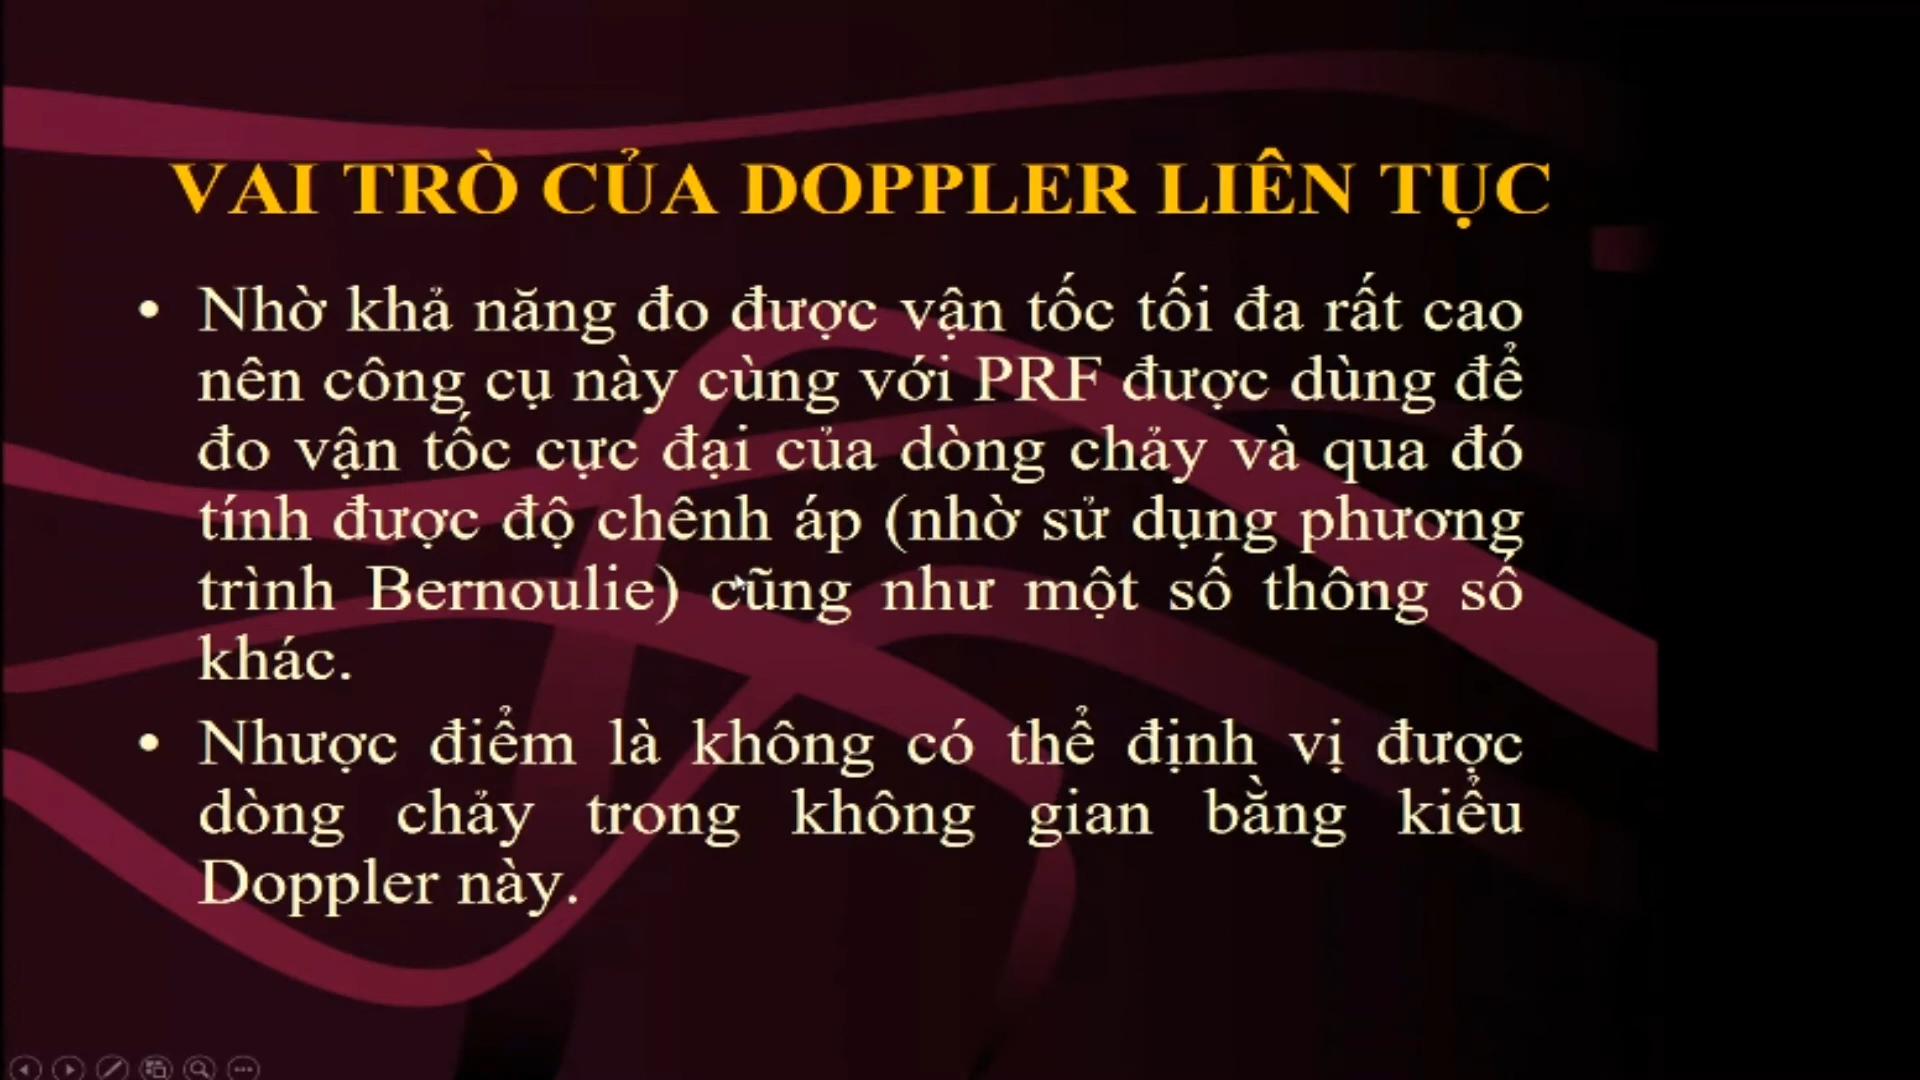 VAI TRÒ CỦA DOPPLER LIÊN TỤC
• Nhờ khả năng đo được vận tốc tối đa rất cao
nên công cụ này cùng với PRF được dùng để
đo vận tốc cực đại của dòng chảy và qua đó
tính được độ chênh áp (nhờ sử dụng phương
trình Bernoulie) cũng như một số thông số
khác.
• Nhược điểm là không có thể định vị được
dòng chảy trong không gian bằng kiểu
Doppler này.